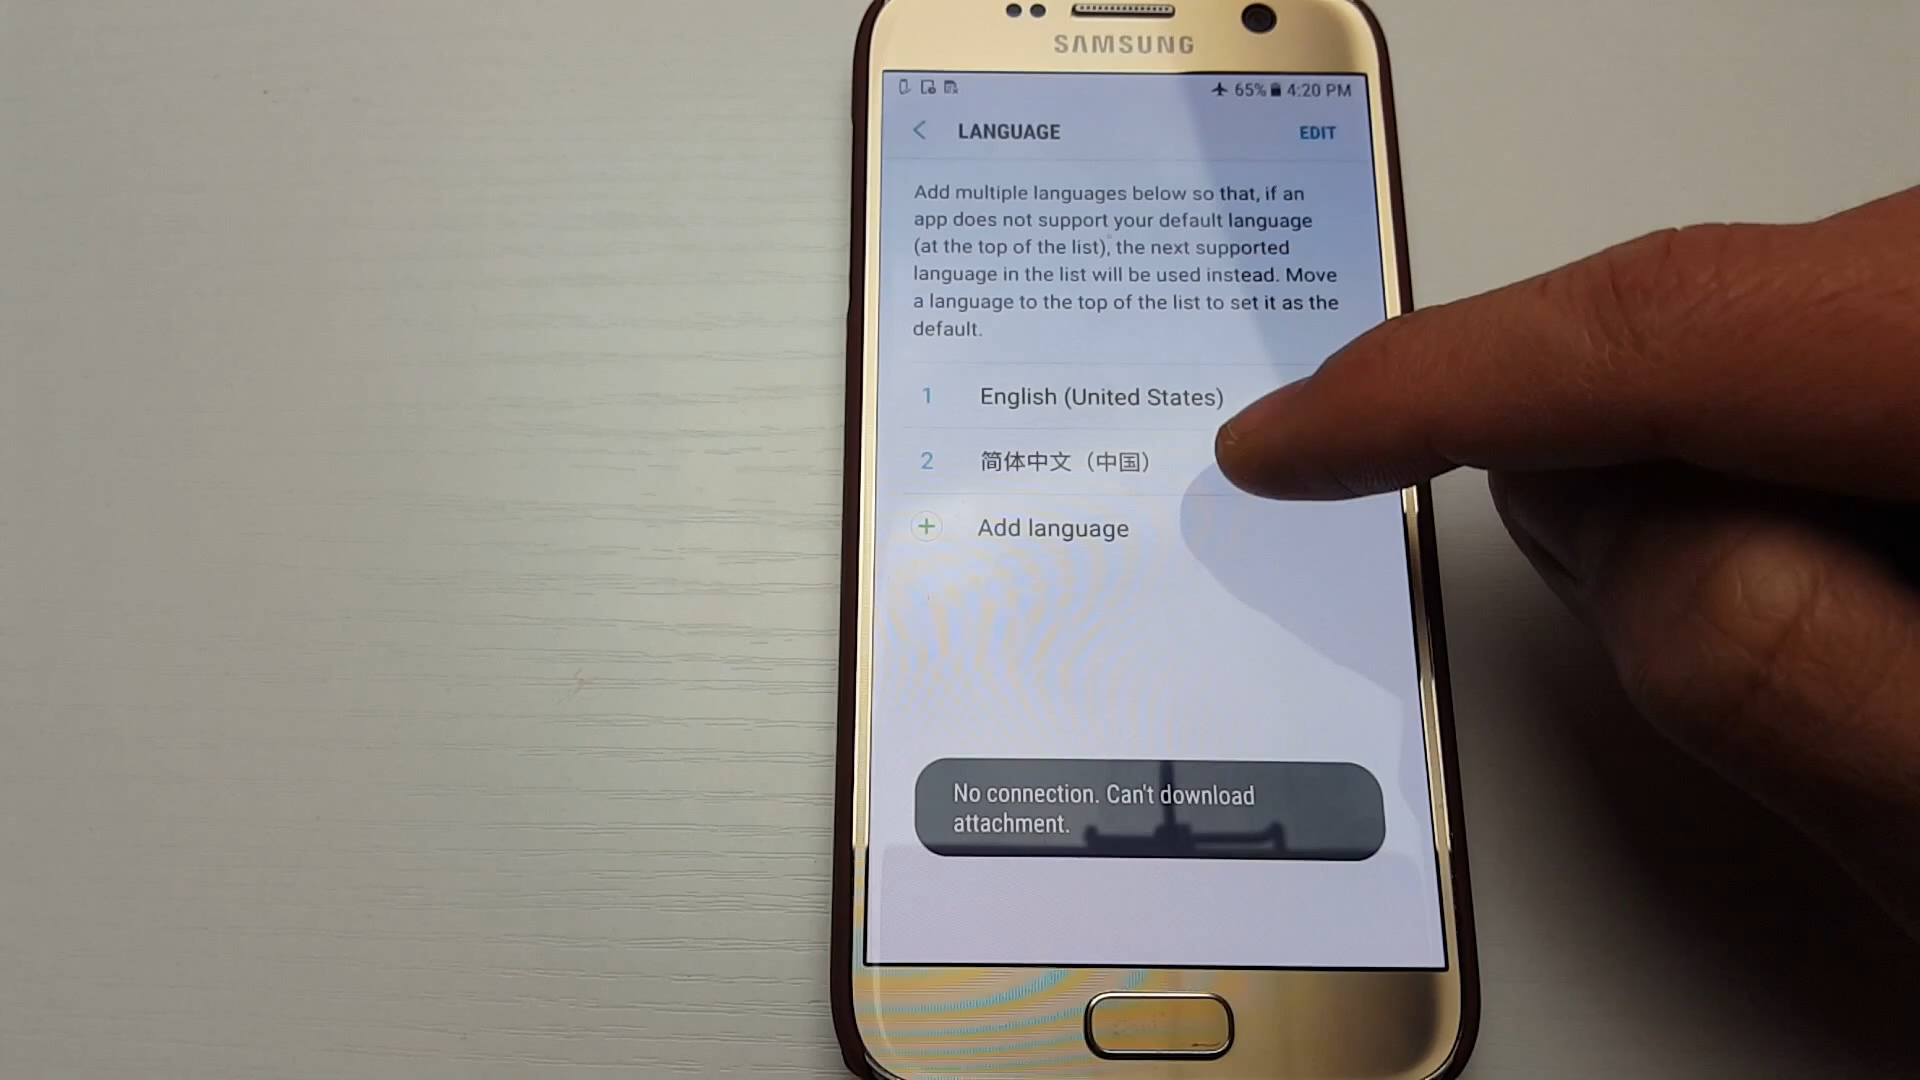 SAMSUNG
65% 4:20 PM
LANGUAGE EDIT
Add multiple languages below so that, if an
app does not support your default language
(at the top of the list), the next supported
language in the list will be used instead. Move
a language to the top of the list to set it as the
default.
1 English (United States)
2 简体中文（中国）
+ Add language
No connection. Can't download
attachment.